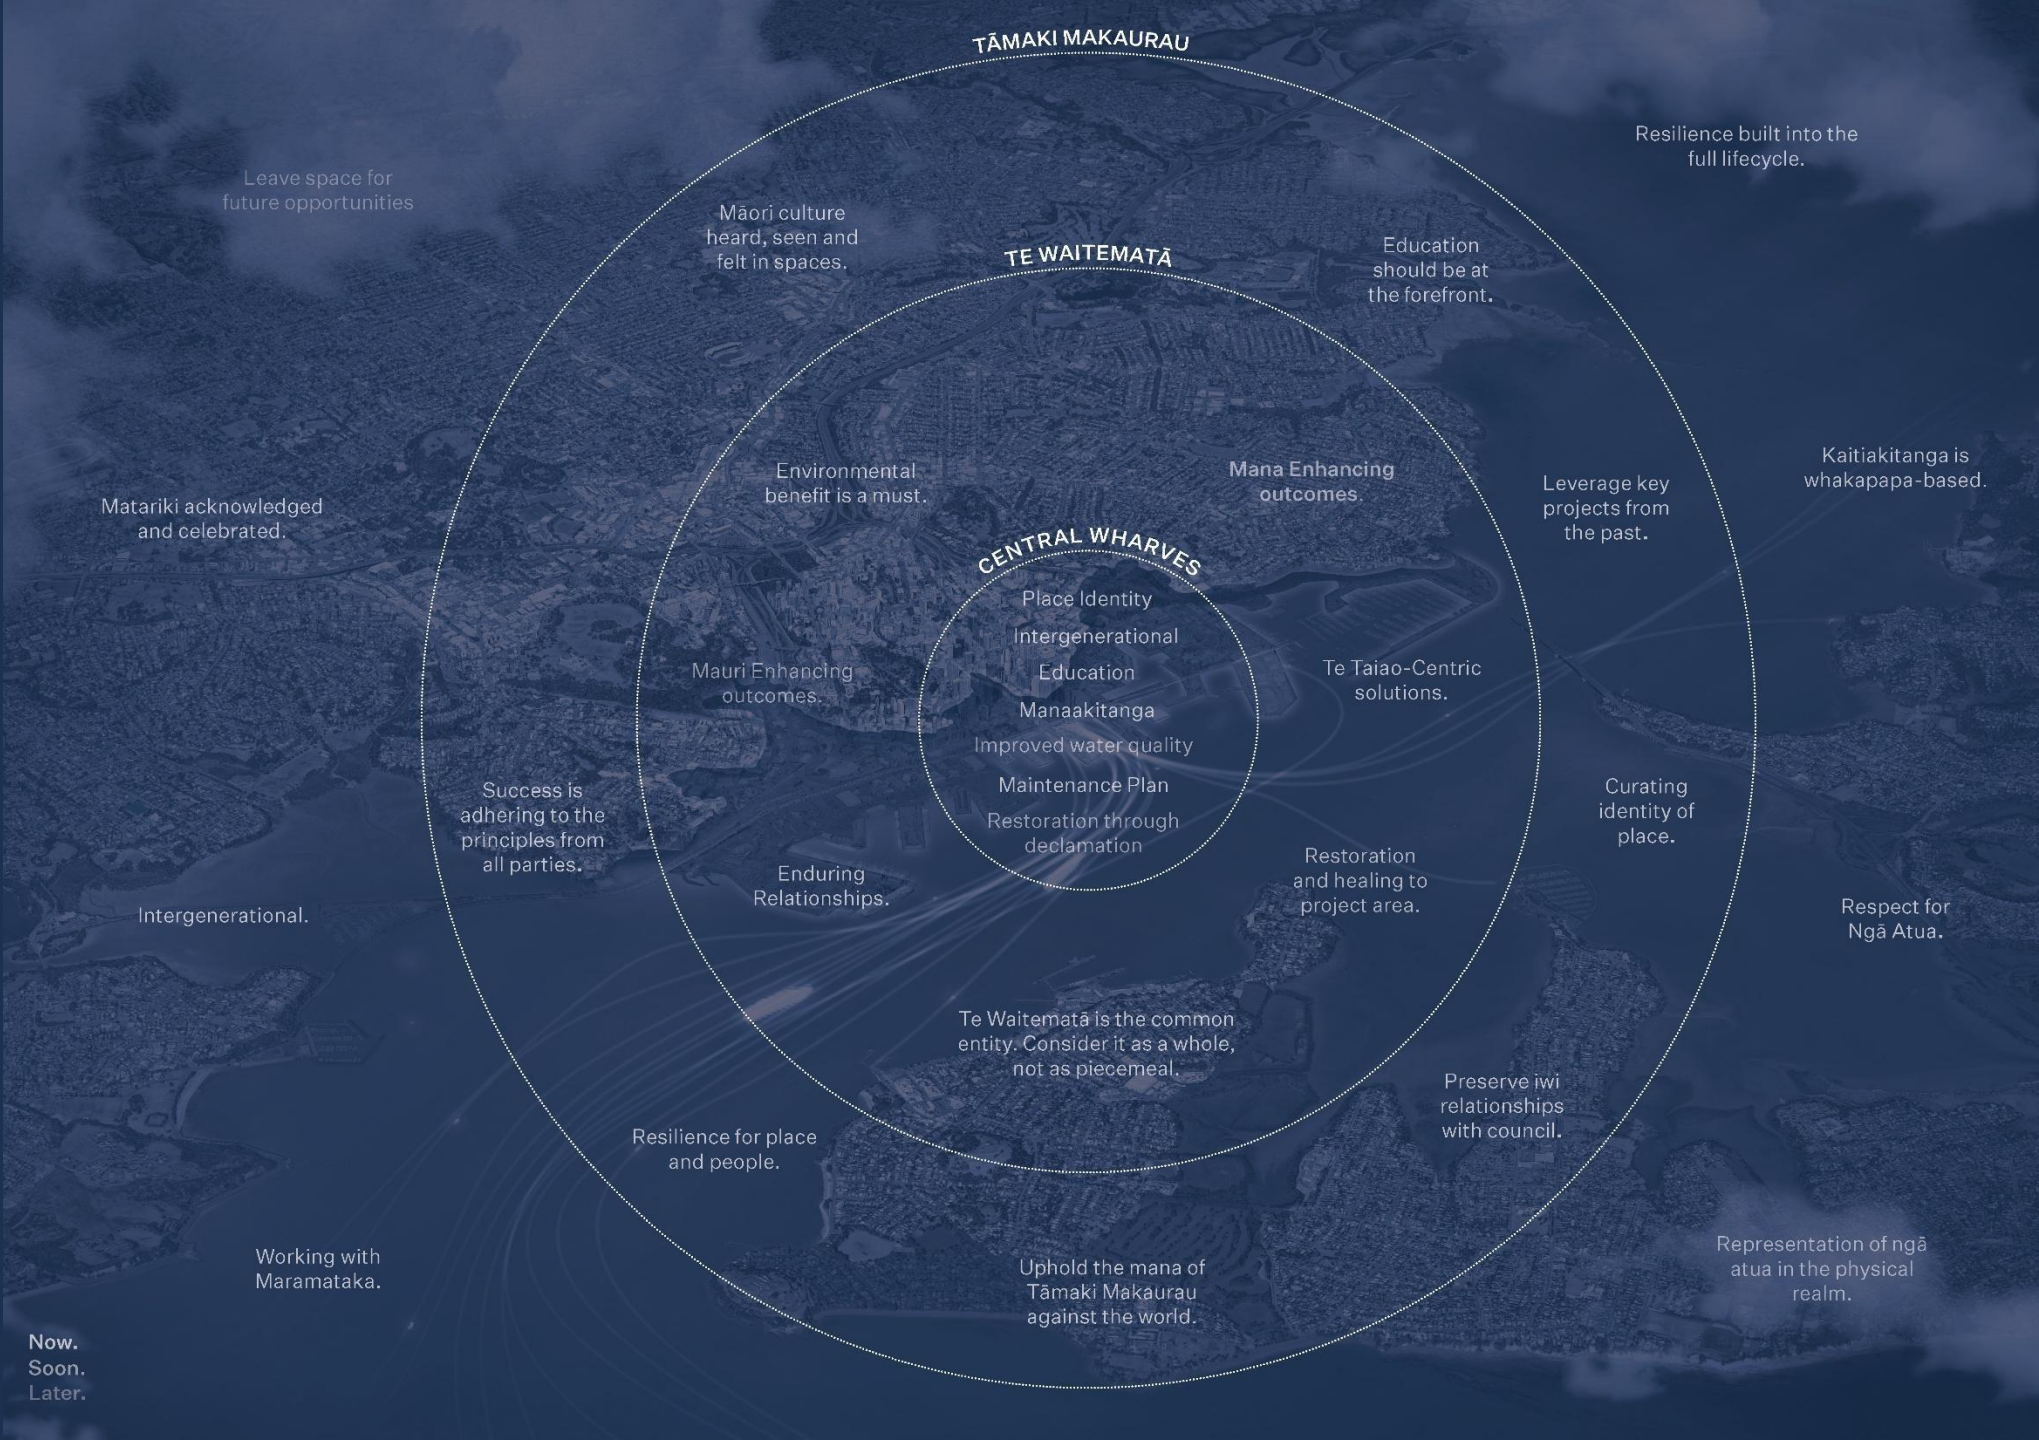 TĀMAKI MAKAURAU
Resilience built into the
full lifecycle.
Leave space for
future opportunities
Māori culture
heard, seen and
felt in spaces.
TE WAITEMATĀ
Education
should be at
the forefront.
Environmental
benefit is a must.
Mana Enhancing
outcomes.
Leverage key
projects from
the past.
Kaitiakitanga is
whakapapa-based.
Matariki acknowledged
and celebrated.
CENTRAL WHARVES
Place Identity
Intergenerational
Education
Manaakitanga
Improved water quality
Maintenance Plan
Restoration through
declamation
Mauri Enhancing
outcomes.
Te Taiao-Centric
solutions.
Success is
adhering to the
principles from
all parties.
Curating
identity of
place.
Enduring
Relationships.
Restoration
and healing to
project area.
Intergenerational.
Respect for
Ngā Atua.
Te Waitematā is the common
entity. Consider it as a whole,
not as piecemeal.
Preserve iwi
relationships
with council.
Resilience for place
and people.
Working with
Maramataka.
Uphold the mana of
Tāmaki Makaurau
against the world.
Representation of ngā
atua in the physical
realm.
Now.
Soon.
Later.